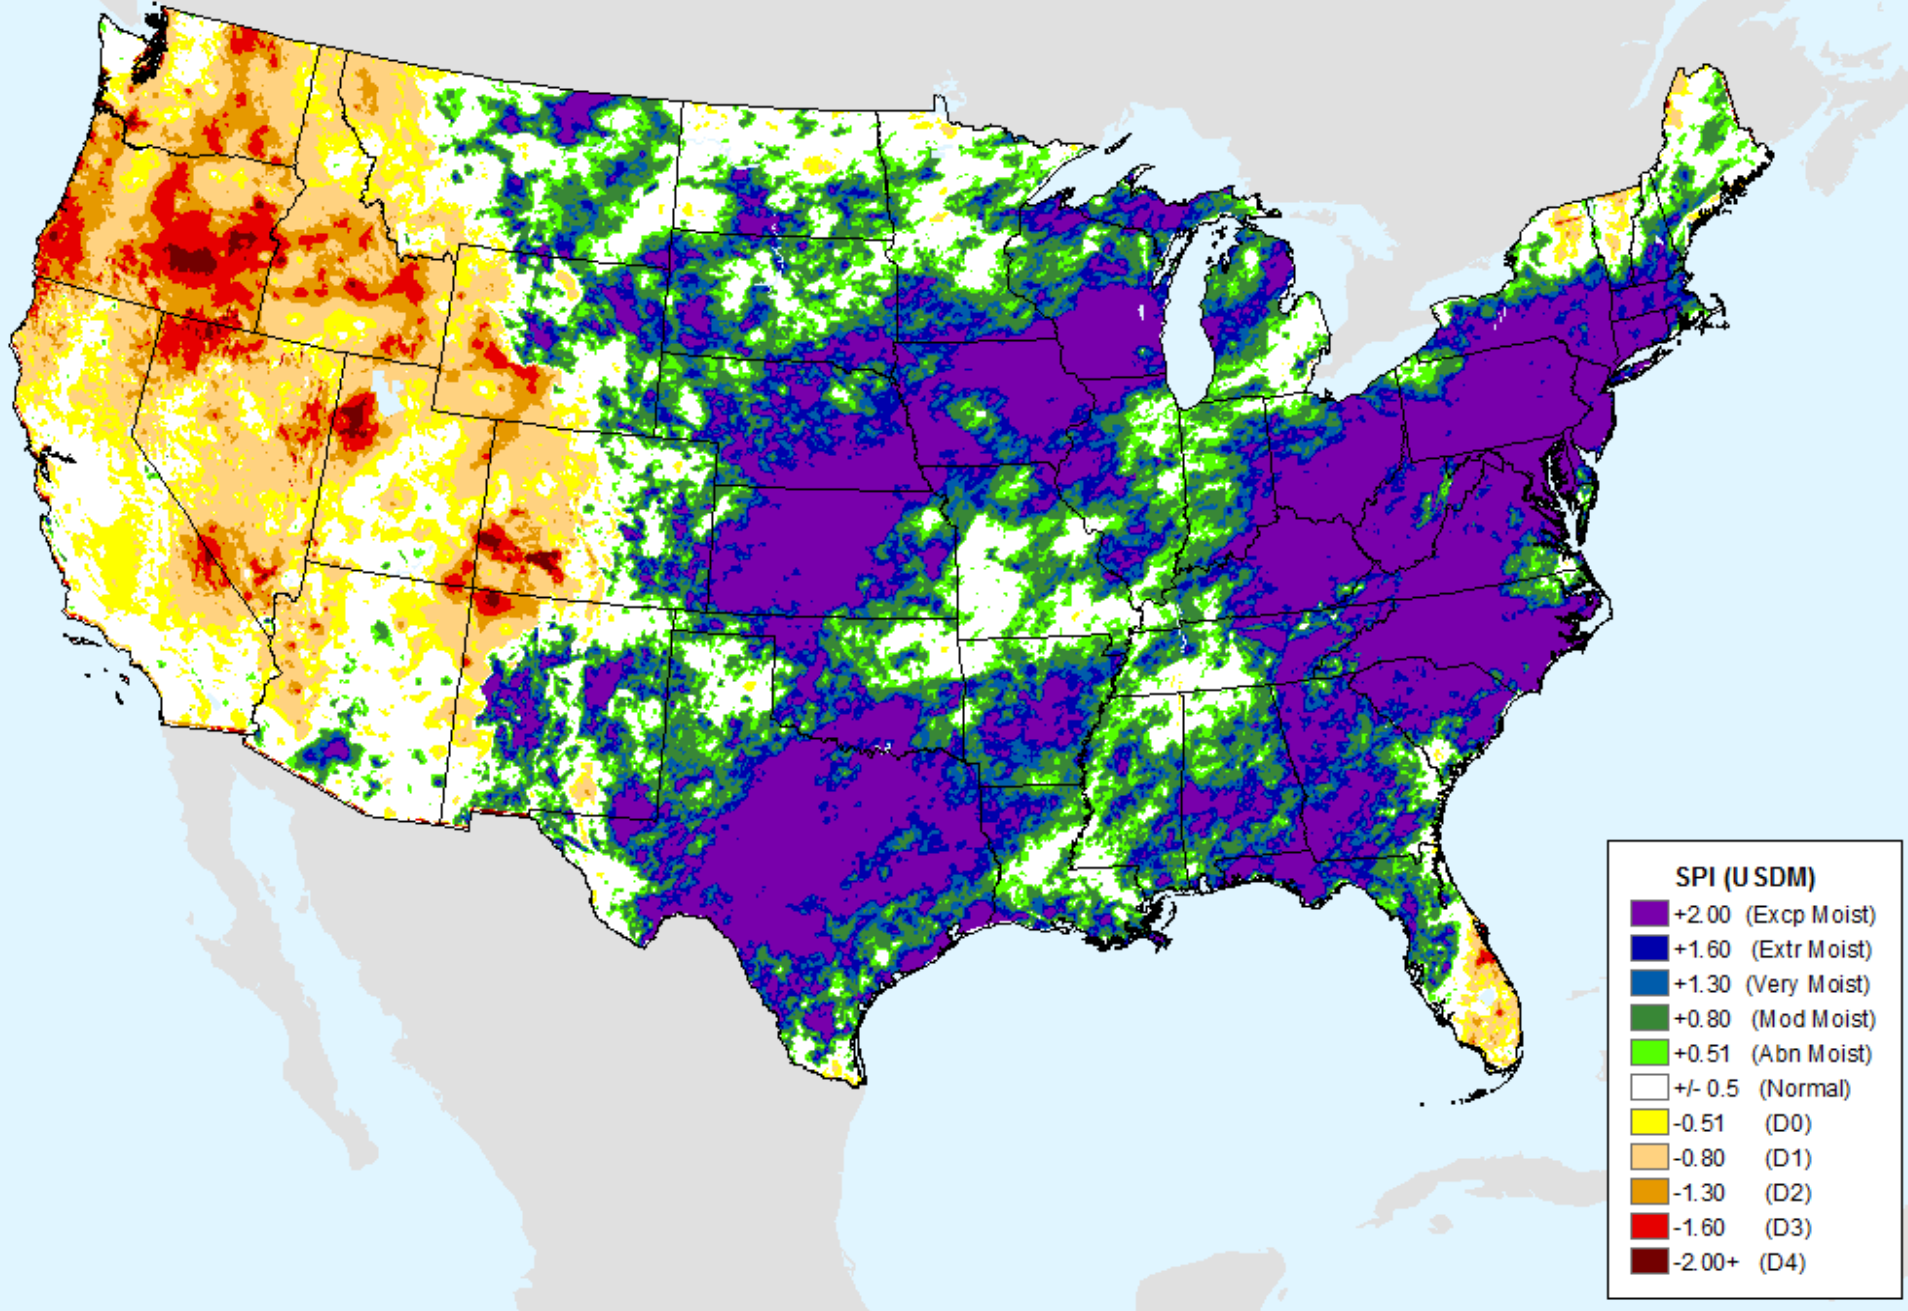 SPI (USDM)
+2.00 (Excp Moist)
+1.60 (Extr Moist)
+1.30 (Very Moist)
+0.80 (Mod Moist)
+0.51 (Abn Moist)
+/- 0.5 (Normal)
-0.51 (D0)
-0.80 (D1)
-1.30 (D2)
-1.60 (D3)
-2.00+ (D4)